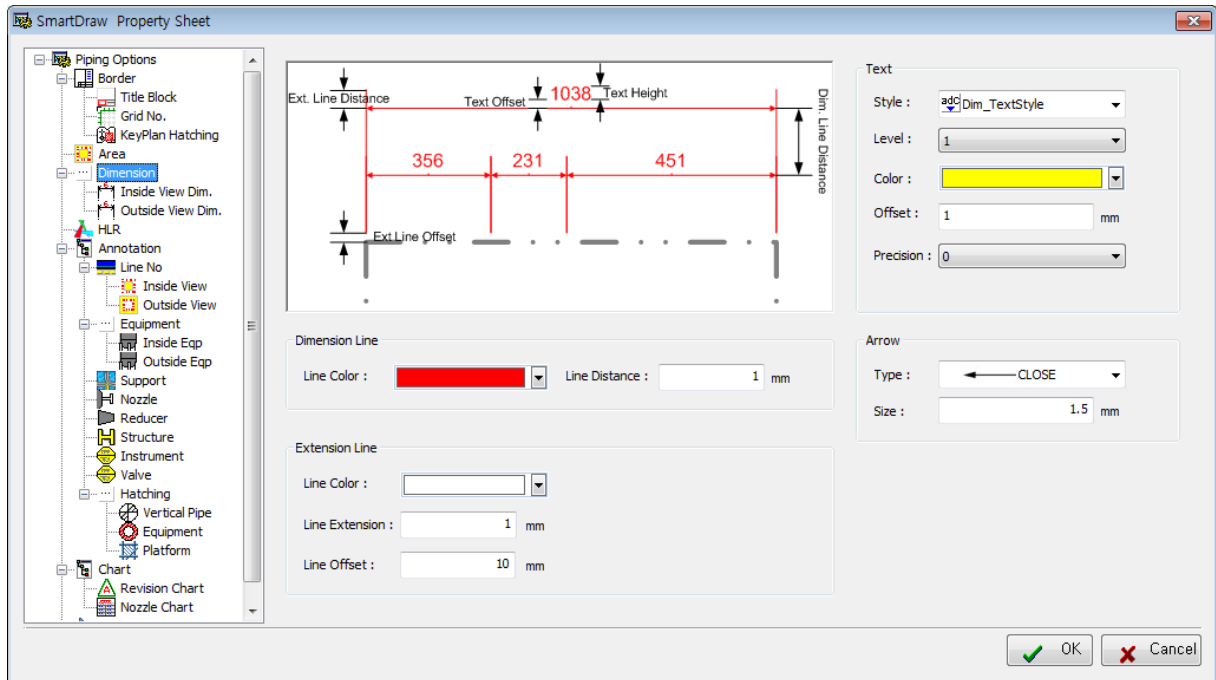 SmartDraw Property Sheet
Piping Options
Border
Title Block
Grid No.
KeyPlan Hatching
Area
Dimension
Inside View Dim.
Outside View Dim.
HLR
Annotation
Line No
Inside View
Outside View
Equipment
Inside Eqp
Outside Eqp
Support
Nozzle
Reducer
Structure
Instrument
Valve
Hatching
Vertical Pipe
Equipment
Platform
Chart
Revision Chart
Nozzle Chart
Ext. Line Distance
Text Offset
1038
Text Height
Dim. Line Distance
356
231
451
Ext.Line Offset
Dimension Line
Line Color :
Line Distance :
1 mm
Extension Line
Line Color :
Line Extension :
1 mm
Line Offset :
10 mm
Text
Style :
Dim_TextStyle
Level :
1
Color :
Offset :
1 mm
Precision :
0
Arrow
Type :
CLOSE
Size :
1.5 mm
OK
Cancel